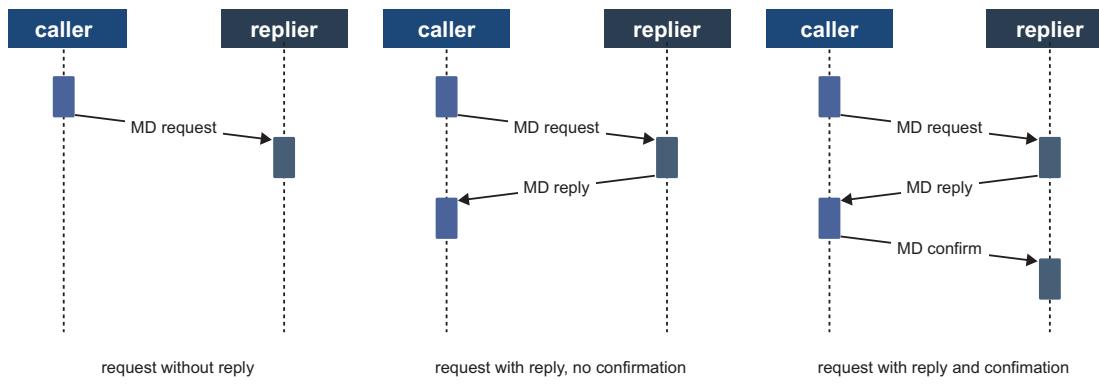 caller replier
MD request
request without reply
caller replier
MD request
MD reply
request with reply, no confirmation
caller replier
MD request
MD reply
MD confirm
request with reply and confimation